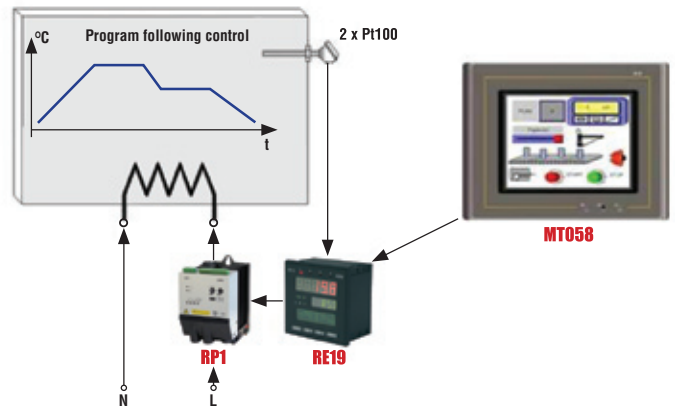 °C
Program following control
2 x Pt100
t
MT058
RP1
RE19
N
L